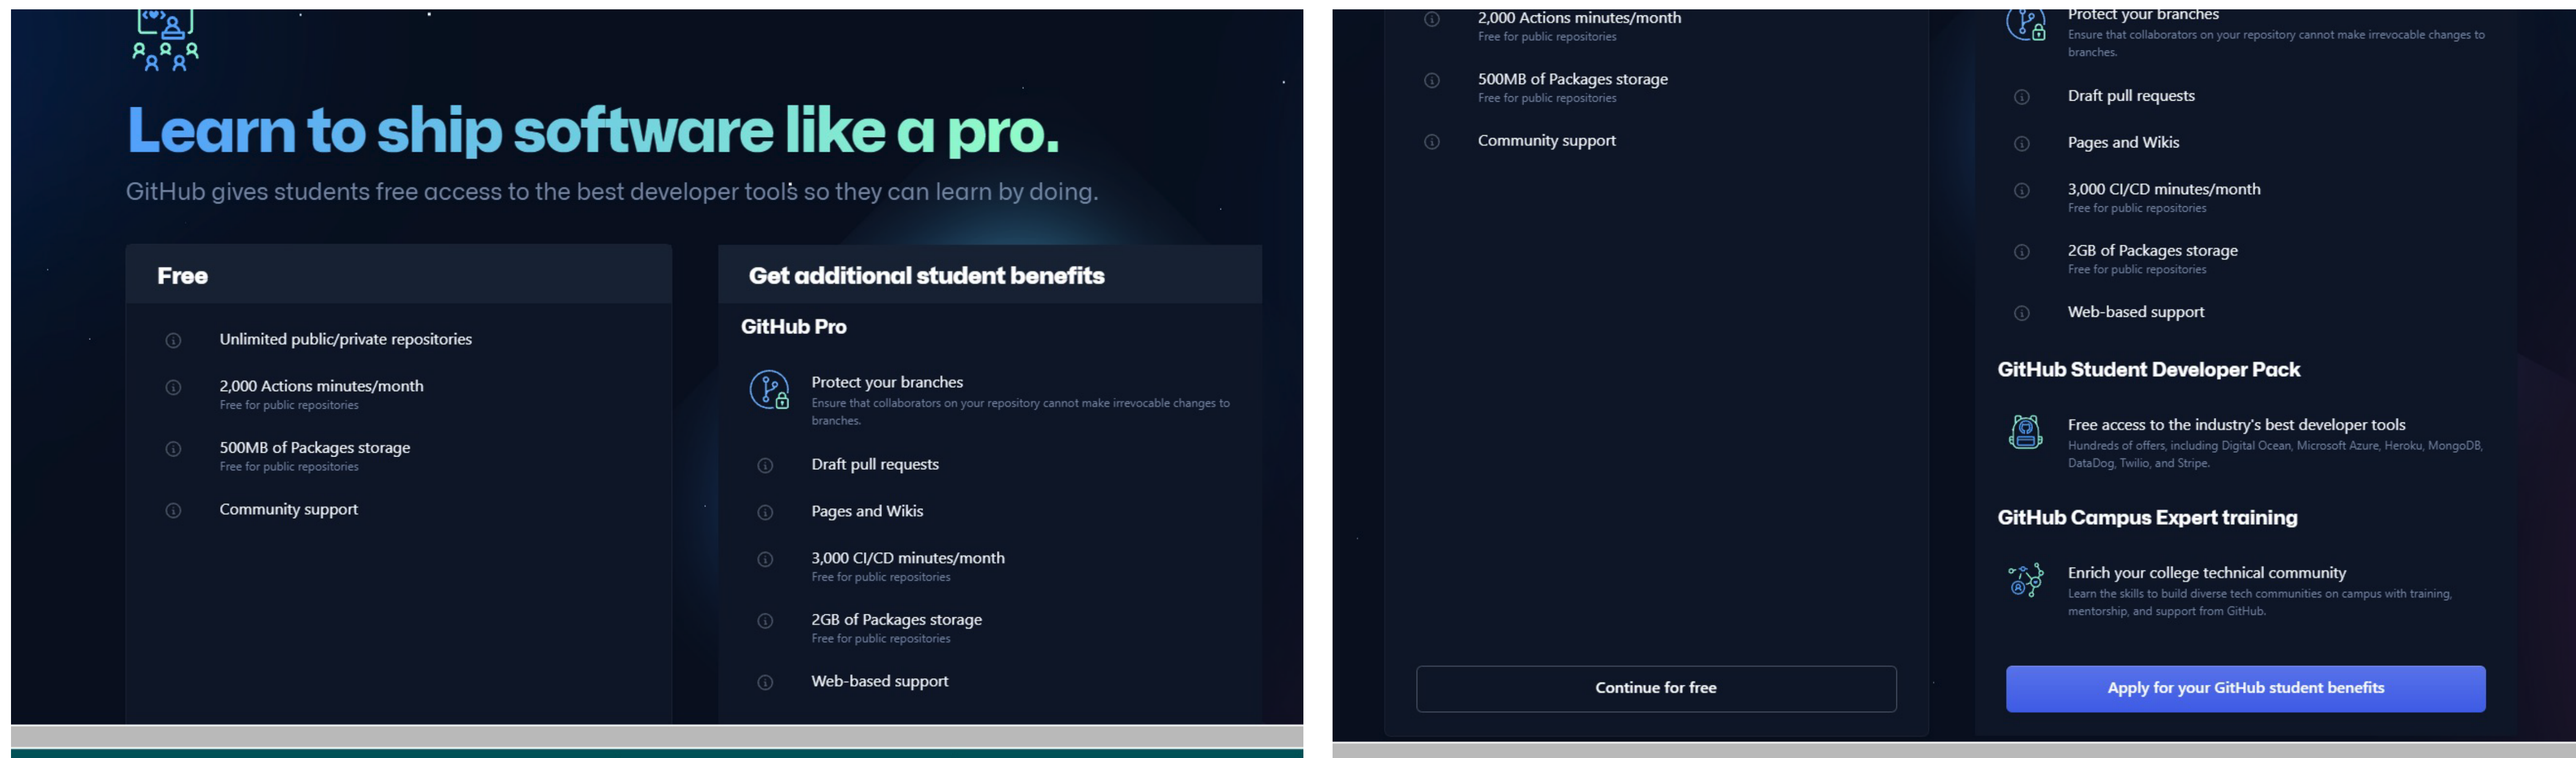 Learn to ship software like a pro.
GitHub gives students free access to the best developer tools so they can learn by doing.
Free
Unlimited public/private repositories
2,000 Actions minutes/month
Free for public repositories
500MB of Packages storage
Free for public repositories
Community support
Get additional student benefits
GitHub Pro
Protect your branches
Ensure that collaborators on your repository cannot make irrevocable changes to
branches.
Draft pull requests
Pages and Wikis
3,000 CI/CD minutes/month
Free for public repositories
2GB of Packages storage
Free for public repositories
Web-based support
2,000 Actions minutes/month
Free for public repositories
500MB of Packages storage
Free for public repositories
Community support
Continue for free
Protect your branches
Ensure that collaborators on your repository cannot make irrevocable changes to
branches.
Draft pull requests
Pages and Wikis
3,000 CI/CD minutes/month
Free for public repositories
2GB of Packages storage
Free for public repositories
Web-based support
GitHub Student Developer Pack
Free access to the industry's best developer tools
Hundreds of offers, including Digital Ocean, Microsoft Azure, Heroku, MongoDB,
DataDog, Twilio, and Stripe.
GitHub Campus Expert training
Enrich your college technical community
Learn the skills to build diverse tech communities on campus with training,
mentorship, and support from GitHub.
Apply for your GitHub student benefits